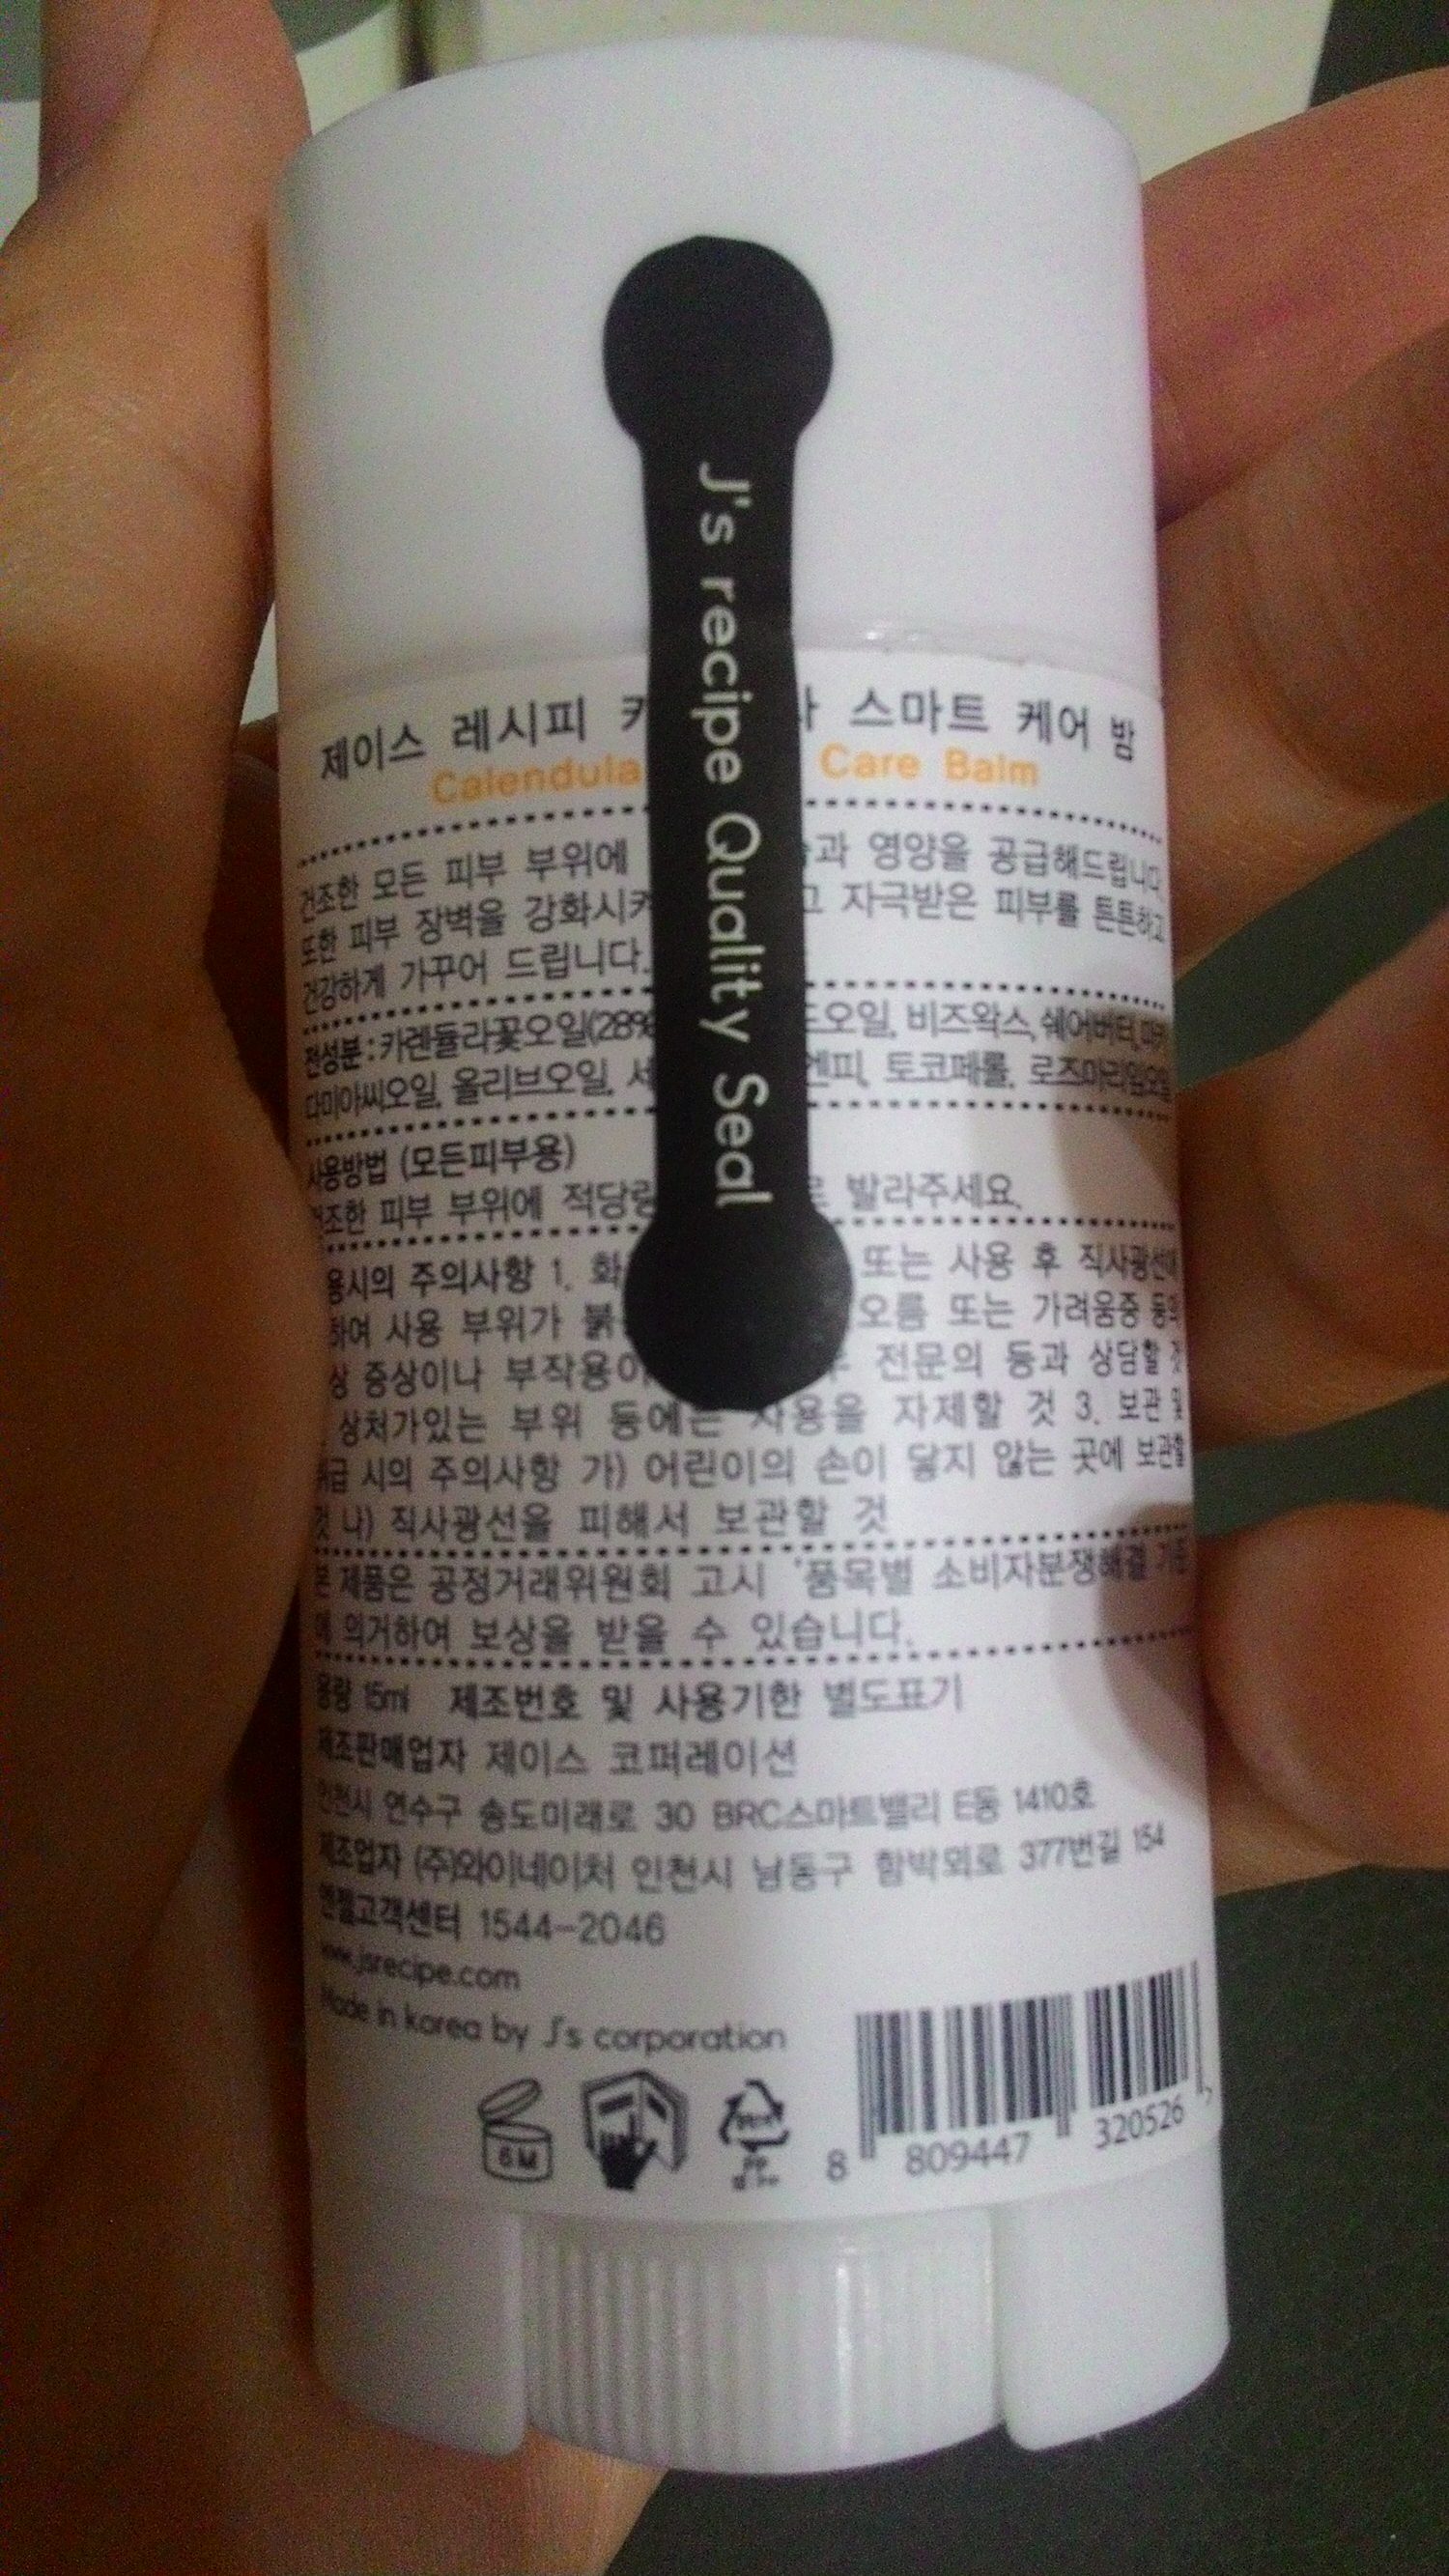 J's recipe Quality Seal
제이스 레시피 스마트 케어 밤
Calendula Care Balm
건조한 모든 피부 부위에 영양을 공급해드립니다.
또한 피부 장벽을 자극받은 피부를 튼튼하고
건강하게 가꾸어 드립니다.
전성분 : 카렌듈라꽃오일(28% 비즈왁스, 쉐어버터,
다미아씨오일, 올리브오일, 토코페롤, 로즈마리잎오일
사용방법 (모든피부용)
건조한 피부 부위에 발라주세요.
용시의 주의사항 1. 또는 사용 후 직사광선에
하여 사용 부위가 또는 가려움증 등의
상 증상이나 전문의 등과 상담할 것
상처가있는 부위 등에는 사용을 자제할 것 3. 보관 및
취급 시의 주의사항 가) 어린이의 손이 닿지 않는 곳에 보관할
것 나) 직사광선을 피해서 보관할 것
본 제품은 공정거래위원회 고시 "품목별 소비자분쟁해결 기준
에 의거하여 보상을 받을 수 있습니다.
용량 15ml 제조번호 및 사용기한 별도표기
제조판매업자 제이스 코퍼레이션
인천시 연수구 송도미래로 30 BRC스마트밸리 E동 1410호
제조업자 (주)와이네이처 인천시 남동구 함박뫼로 377번길 154
고객센터 1544-2046
www.jsrecipe.com
Made in korea by J's corporation
6M
8 809447 320526